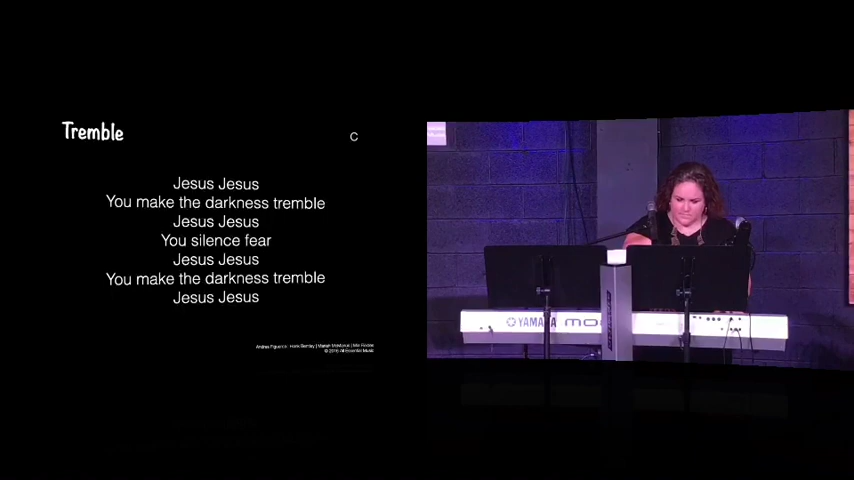 Tremble
C
Jesus Jesus
You make the darkness tremble
Jesus Jesus
You silence fear
Jesus Jesus
You make the darkness tremble
Jesus Jesus
YAMAHA